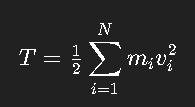 T = ½ ∑_{i=1}^{N} m_i v_i^2